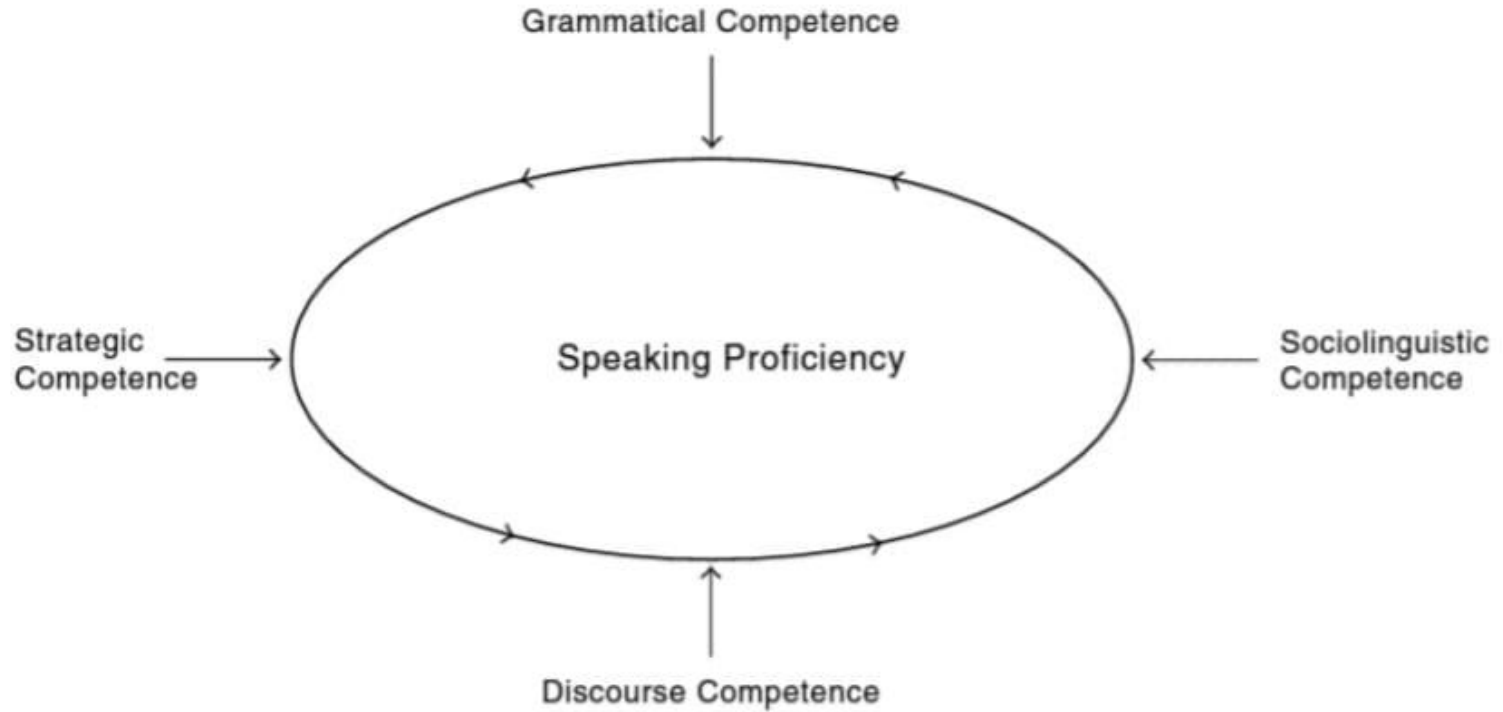 Grammatical Competence
Strategic
Competence
Speaking Proficiency
Sociolinguistic
Competence
Discourse Competence